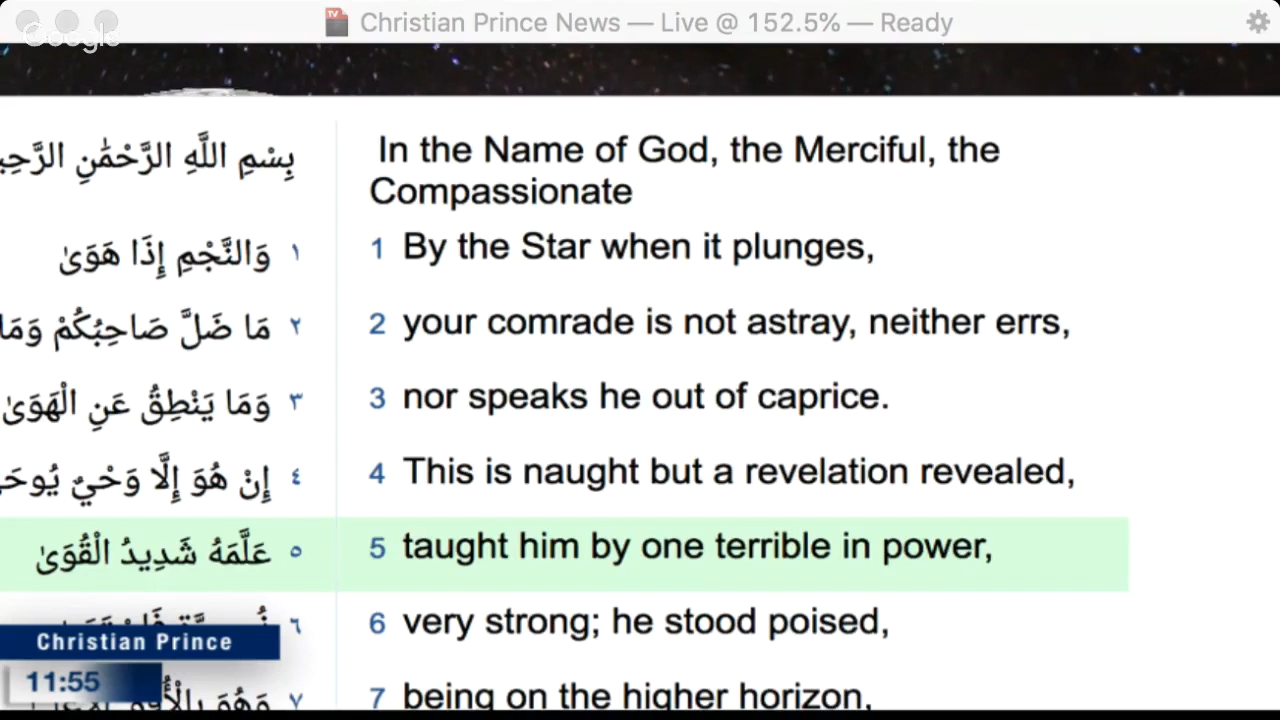 Christian Prince News — Live @ 152.5% — Ready
Google
بِسْمِ اللَّهِ الرَّحْمَٰنِ
In the Name of God, the Merciful, the
Compassionate
١ وَالنَّجْمِ إِذَا هَوَىٰ
1 By the Star when it plunges,
٢ مَا ضَلَّ صَاحِبُكُمْ وَمَا
2 your comrade is not astray, neither errs,
٣ وَمَا يَنْطِقُ عَنِ الْهَوَىٰ
3 nor speaks he out of caprice.
٤ إِنْ هُوَ إِلَّا وَحْيٌ
4 This is naught but a revelation revealed,
٥ عَلَّمَهُ شَدِيدُ الْقُوَىٰ
5 taught him by one terrible in power,
٦
6 very strong; he stood poised,
٧ وَهُوَ
7 being on the higher horizon,
Christian Prince
11:55